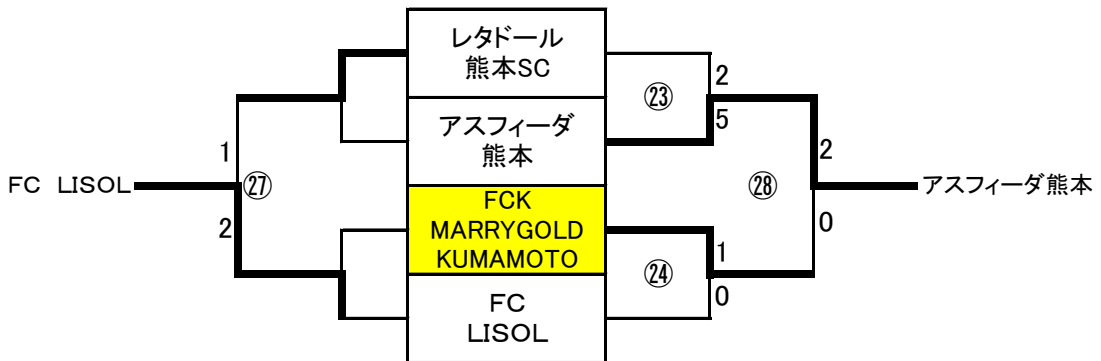 レタドール
熊本SC
2
㉓
5
アスフィーダ
熊本
1
2
FC LISOL
㉗
㉘
アスフィーダ熊本
2
0
FCK
MARRYGOLD
KUMAMOTO
1
㉔
0
FC
LISOL